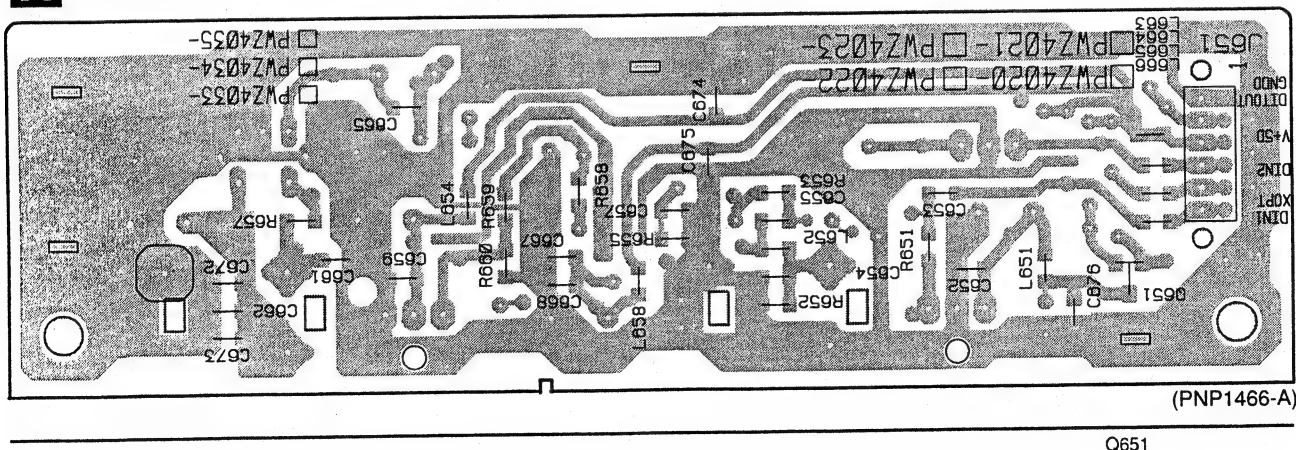 PWZ4035-
PWZ4034-
PWZ4033-
PWZ4023-
PWZ4021-
PWZ4022
PWZ4020-
L663
L664
L665
L666
J651
1
GNDD
DITOUT
V+5D
DIN2
XOPT
DIN1
C665
C674
C675
L654
R659
R658
R657
C657
R655
R653
C655
L652
C653
R651
C659
R660
C667
C668
L658
C672
C661
C662
C673
C654
R652
C652
L651
C676
Q651
(PNP1466-A)
Q651